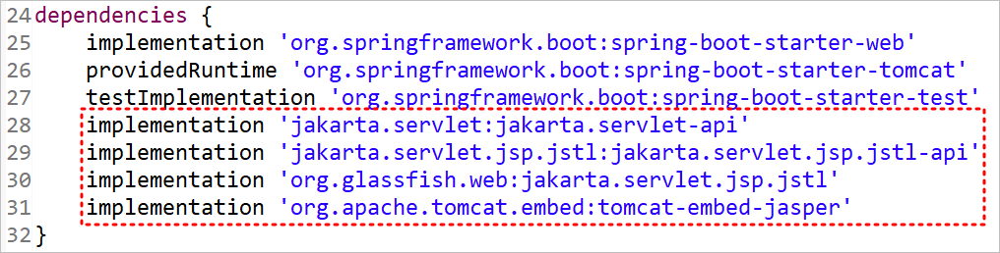 24 dependencies {
25 implementation 'org.springframework.boot:spring-boot-starter-web'
26 providedRuntime 'org.springframework.boot:spring-boot-starter-tomcat'
27 testImplementation 'org.springframework.boot:spring-boot-starter-test'
28 implementation 'jakarta.servlet:jakarta.servlet-api'
29 implementation 'jakarta.servlet.jsp.jstl:jakarta.servlet.jsp.jstl-api'
30 implementation 'org.glassfish.web:jakarta.servlet.jsp.jstl'
31 implementation 'org.apache.tomcat.embed:tomcat-embed-jasper'
32 }